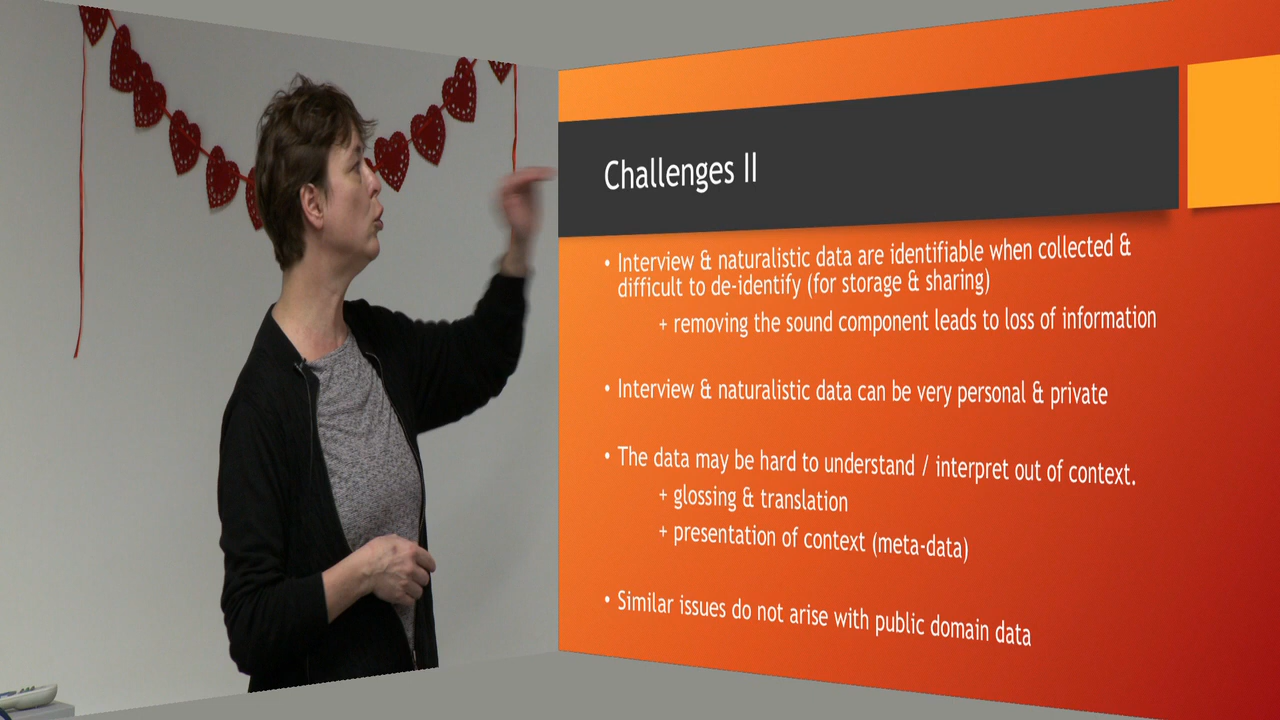 Challenges II
• Interview & naturalistic data are identifiable when collected &
difficult to de-identify (for storage & sharing)
+ removing the sound component leads to loss of information
• Interview & naturalistic data can be very personal & private
• The data may be hard to understand / interpret out of context.
+ glossing & translation
+ presentation of context (meta-data)
• Similar issues do not arise with public domain data